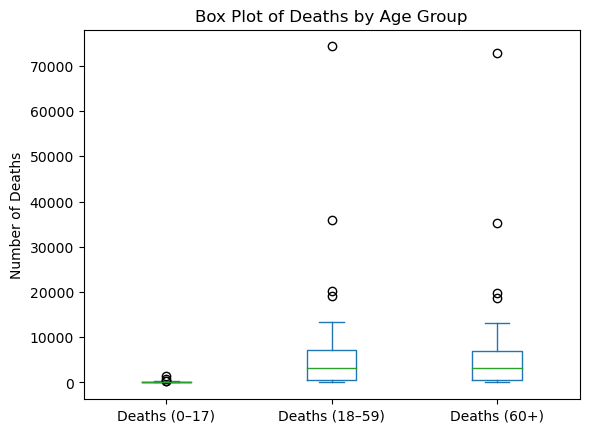 Box Plot of Deaths by Age Group
Number of Deaths
70000
60000
50000
40000
30000
20000
10000
0
Deaths (0–17)
Deaths (18–59)
Deaths (60+)